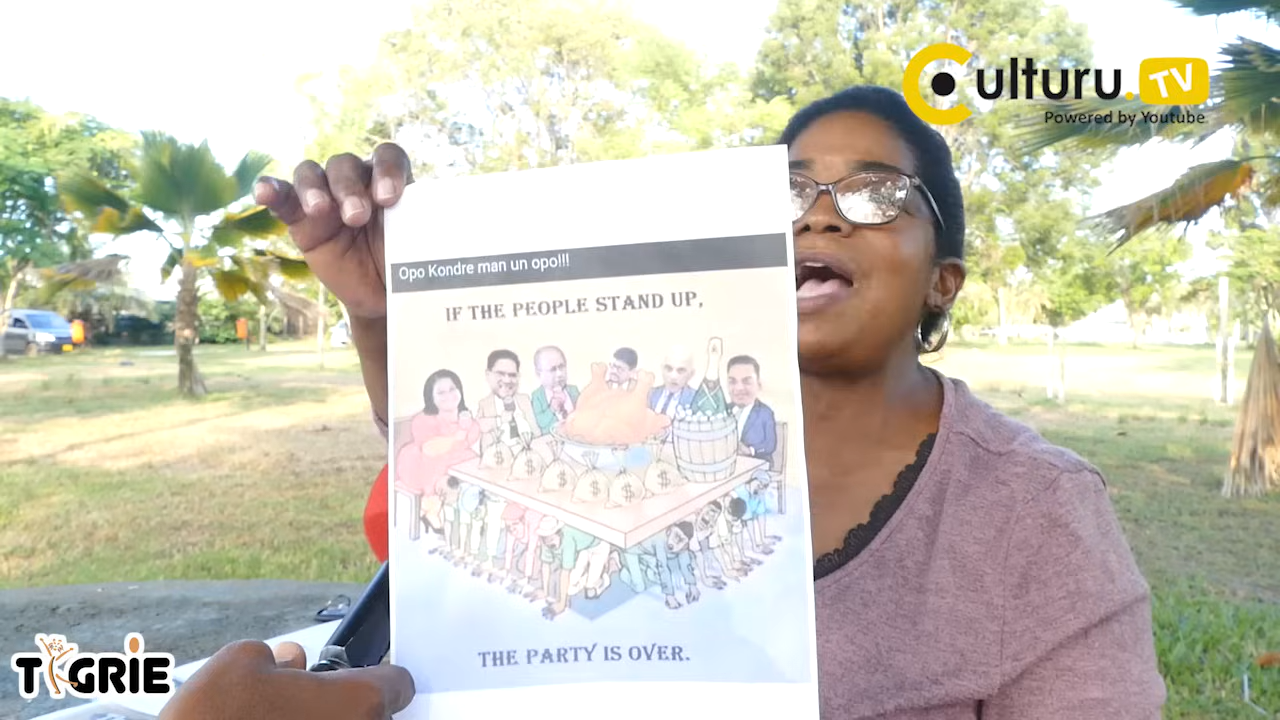 Culturu.TV
Powered by Youtube
Opo Kondre man un opo!!!
IF THE PEOPLE STAND UP,
$ $ $ $ $ $
THE PARTY IS OVER.
TIGRIE